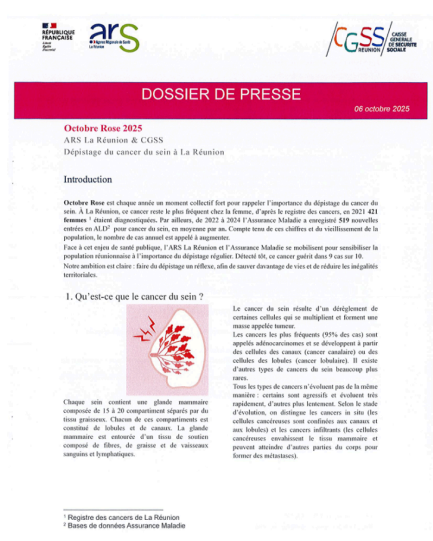 RÉPUBLIQUE
FRANÇAISE
Liberté
Égalité
Fraternité
ars
Agence Régionale de Santé
La Réunion
CGSS
RÉUNION
CAISSE
GÉNÉRALE
DE SÉCURITÉ
SOCIALE
DOSSIER DE PRESSE
06 octobre 2025
Octobre Rose 2025
ARS La Réunion & CGSS
Dépistage du cancer du sein à La Réunion
Introduction
Octobre Rose est chaque année un moment collectif fort pour rappeler l'importance du dépistage du cancer du
sein. À La Réunion, ce cancer reste le plus fréquent chez la femme, d'après le registre des cancers, en 2021 421
femmes ¹ étaient diagnostiquées. Par ailleurs, de 2022 à 2024 l'Assurance Maladie a enregistré 519 nouvelles
entrées en ALD² pour cancer du sein, en moyenne par an. Compte tenu de ces chiffres et du vieillissement de la
population, le nombre de cas annuel est appelé à augmenter.
Face à cet enjeu de santé publique, l'ARS La Réunion et l'Assurance Maladie se mobilisent pour sensibiliser la
population réunionnaise à l'importance du dépistage régulier. Détecté tôt, ce cancer guérit dans 9 cas sur 10.
Notre ambition est claire : faire du dépistage un réflexe, afin de sauver davantage de vies et de réduire les inégalités
territoriales.
1. Qu'est-ce que le cancer du sein ?
Chaque sein contient une glande mammaire
composée de 15 à 20 compartiment séparés par du
tissu graisseux. Chacun de ces compartiments est
constitué de lobules et de canaux. La glande
mammaire est entourée d'un tissu de soutien
composé de fibres, de graisse et de vaisseaux
sanguins et lymphatiques.
Le cancer du sein résulte d'un dérèglement de
certaines cellules qui se multiplient et forment une
masse appelée tumeur.
Les cancers les plus fréquents (95% des cas) sont
appelés adénocarcinomes et se développent à partir
des cellules des canaux (cancer canalaire) ou des
cellules des lobules (cancer lobulaire). Il existe
d'autres types de cancers du sein beaucoup plus
rares.
Tous les types de cancers n'évoluent pas de la même
manière : certains sont agressifs et évoluent très
rapidement, d'autres plus lentement. Selon le stade
d'évolution, on distingue les cancers in situ (les
cellules cancéreuses sont confinées aux canaux et
aux lobules) et les cancers infiltrants (les cellules
cancéreuses envahissent le tissu mammaire et
peuvent atteindre d'autres parties du corps pour
former des métastases).
¹ Registre des cancers de La Réunion
² Bases de données Assurance Maladie